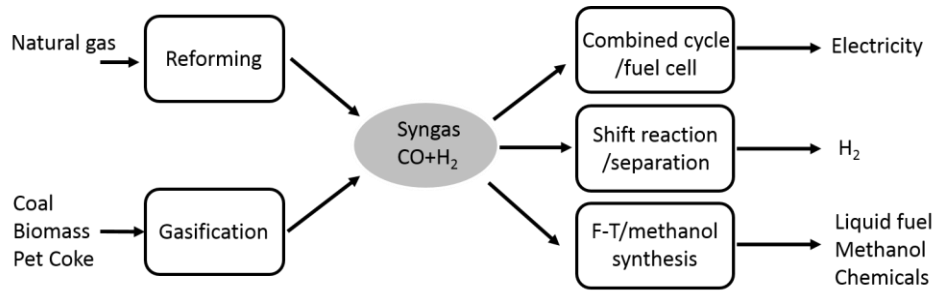 Natural gas
Reforming
Coal
Biomass
Pet Coke
Gasification
Syngas
CO+H₂
Combined cycle
/fuel cell
Electricity
Shift reaction
/separation
H₂
F-T/methanol
synthesis
Liquid fuel
Methanol
Chemicals